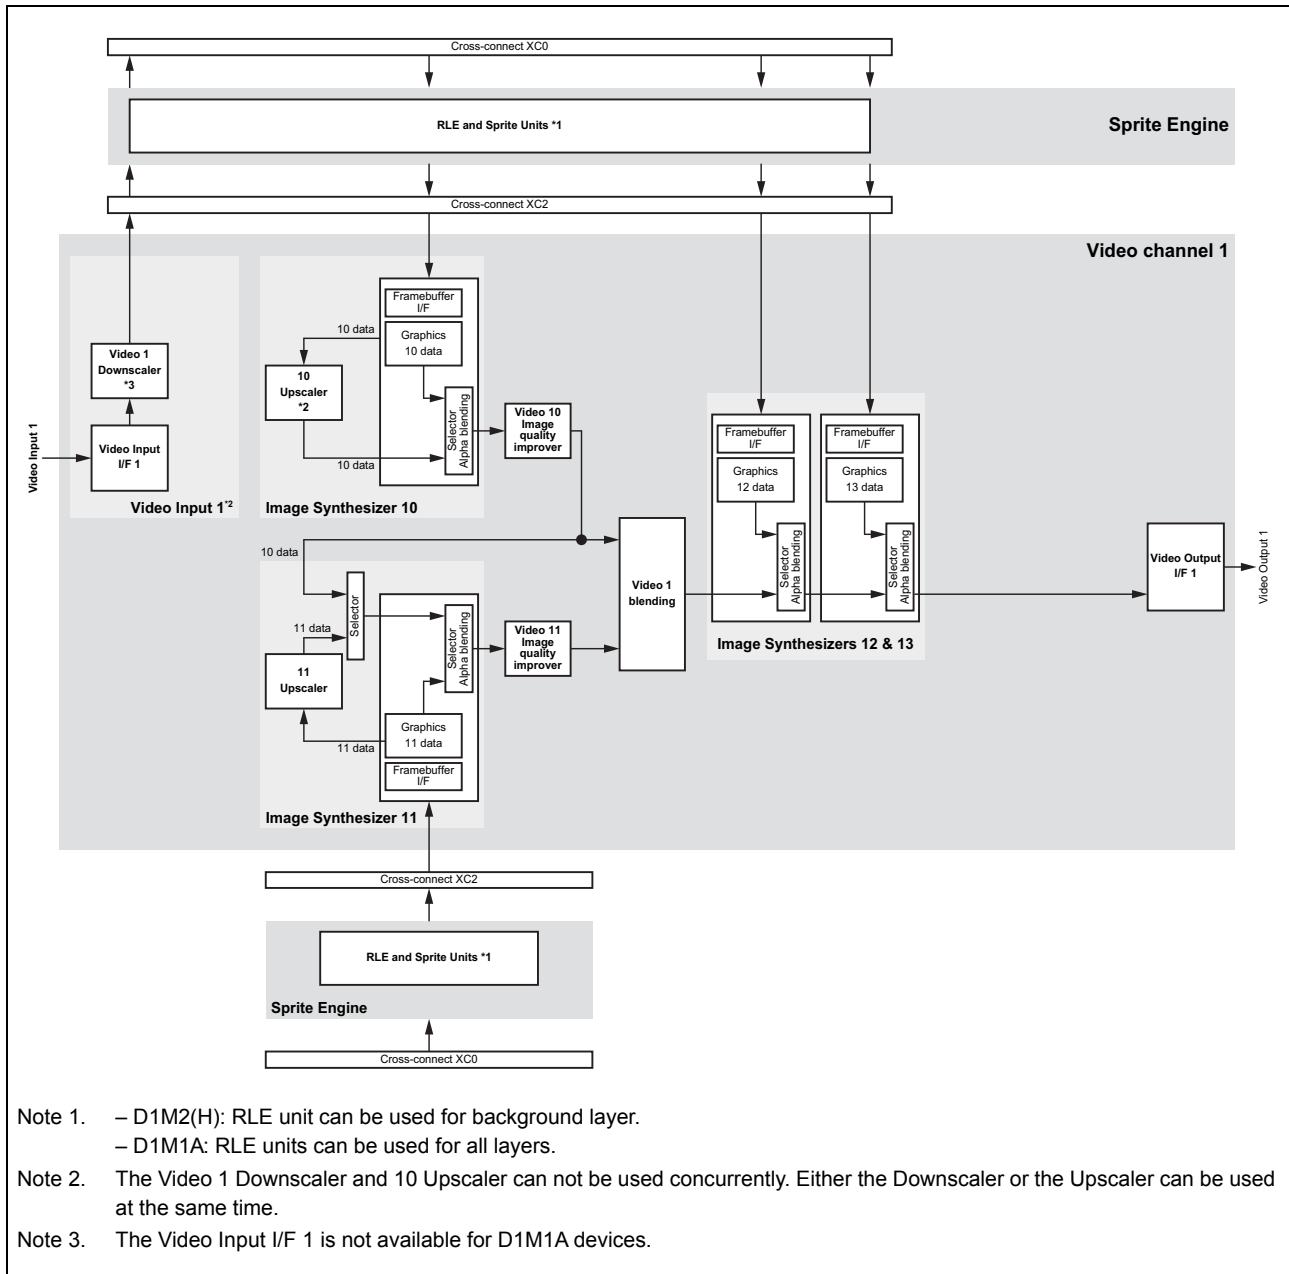 Cross-connect XC0
RLE and Sprite Units *1
Sprite Engine
Cross-connect XC2
Video channel 1
Video Input 1
Video 1
Downscaler
*3
Video Input
I/F 1
Video Input 1*2
Framebuffer
I/F
10 data
Graphics
10 data
10
Upscaler
*2
Selector
Alpha blending
10 data
Video 10
Image
quality
improver
Image Synthesizer 10
10 data
Selector
11 data
11
Upscaler
11 data
Selector
Alpha blending
Graphics
11 data
Framebuffer
I/F
Video 11
Image
quality
improver
Image Synthesizer 11
Video 1
blending
Framebuffer
I/F
Graphics
12 data
Selector
Alpha blending
Framebuffer
I/F
Graphics
13 data
Selector
Alpha blending
Image Synthesizers 12 & 13
Video Output
I/F 1
Video Output 1
Cross-connect XC2
RLE and Sprite Units *1
Sprite Engine
Cross-connect XC0
Note 1. – D1M2(H): RLE unit can be used for background layer.
– D1M1A: RLE units can be used for all layers.
Note 2. The Video 1 Downscaler and 10 Upscaler can not be used concurrently. Either the Downscaler or the Upscaler can be used
at the same time.
Note 3. The Video Input I/F 1 is not available for D1M1A devices.